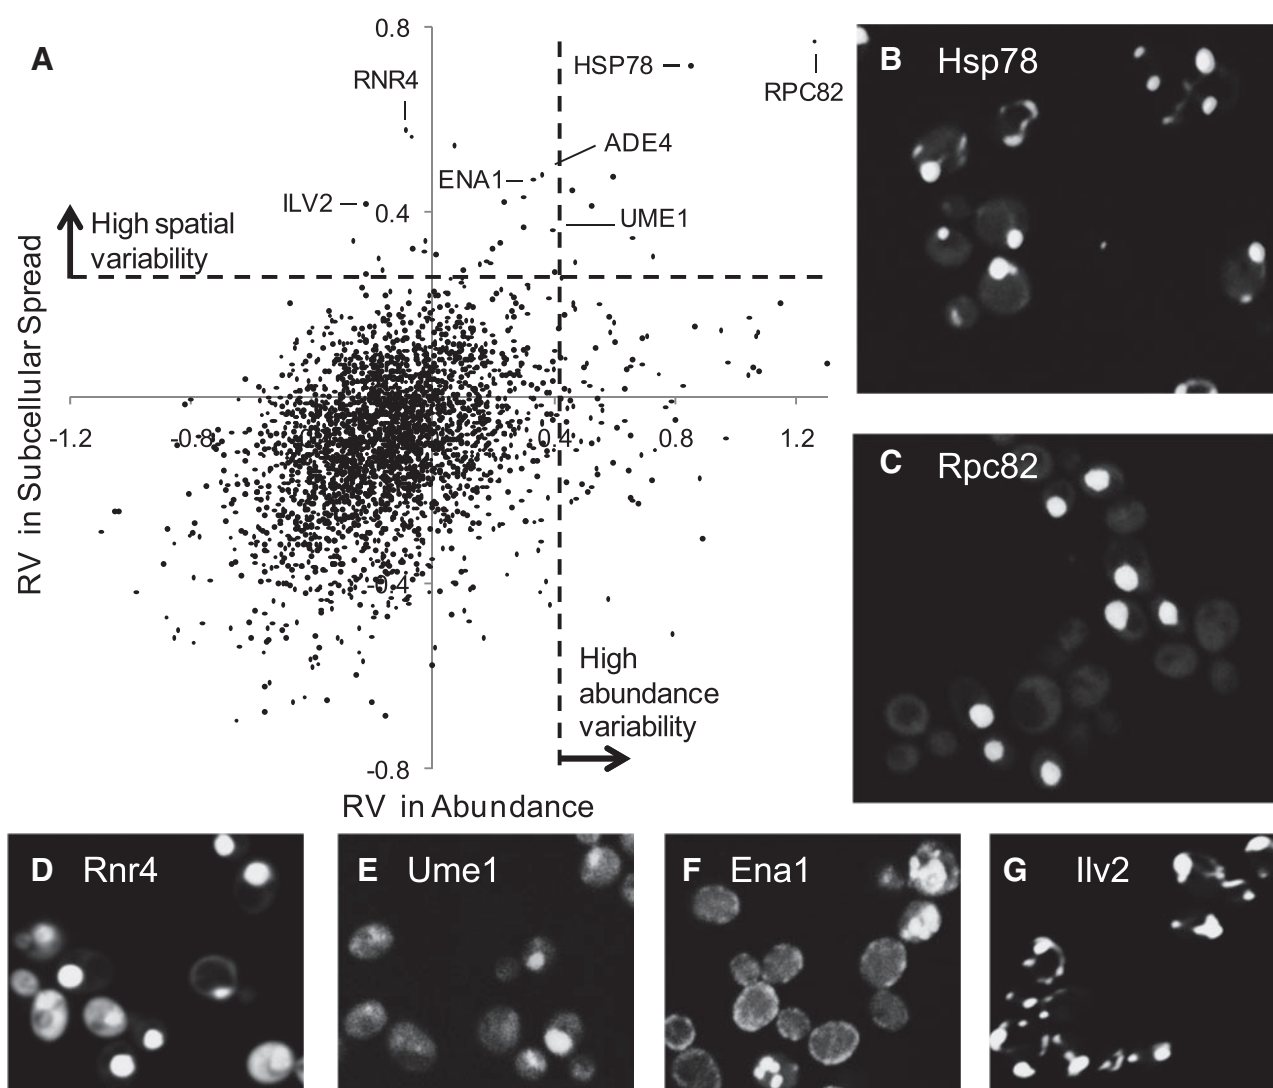 A
0.8
HSP78
RPC82
RNR4
ADE4
ENA1
ILV2
0.4
UME1
High spatial
variability
RV in Subcellular Spread
-1.2
-0.8
0.4
0.8
1.2
-0.4
High
abundance
variability
-0.8
RV in Abundance
B Hsp78
C Rpc82
D Rnr4
E Ume1
F Ena1
G Ilv2